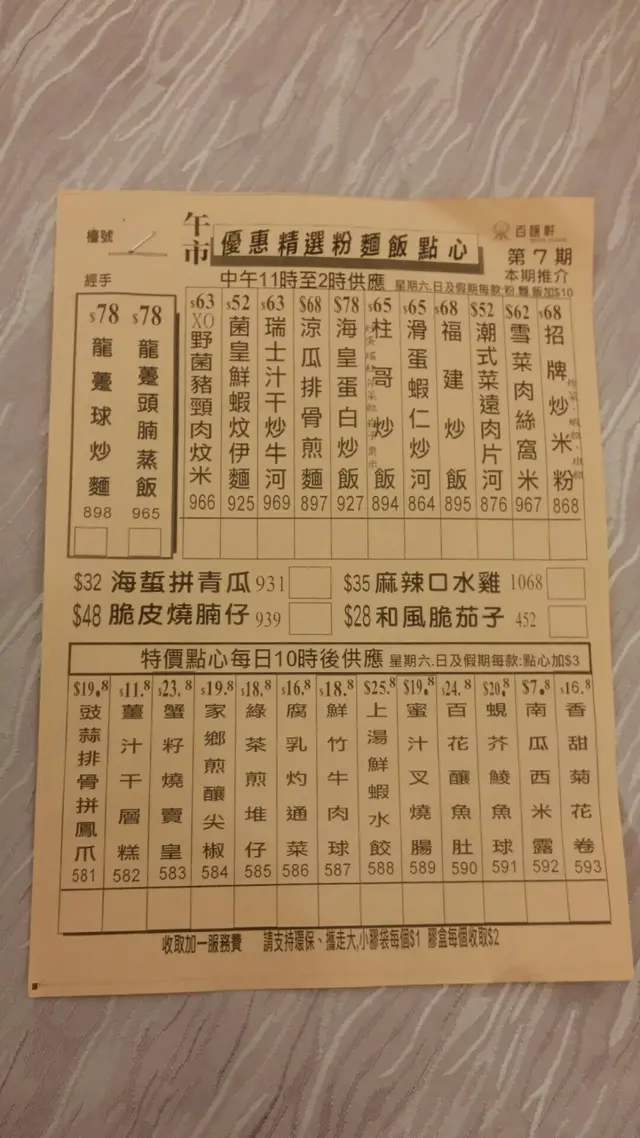 檯號 2
午市
優惠精選粉麵飯點心
百匯軒
第7期
本期推介
經手
中午11時至2時供應 星期六.日及假期每款:粉.麵.飯加$10
$78 龍躉球炒麵 898
$78 龍躉頭腩蒸飯 965
$63 XO野菌豬頸肉炆米 966
$52 菌皇鮮蝦炆伊麵 925
$63 瑞士汁干炒牛河 969
$68 涼瓜排骨煎麵 897
$78 海皇蛋白炒飯 927
$65 柱哥炒飯 894
$65 滑蛋蝦仁炒河 864
$68 福建炒飯 895
$52 潮式菜遠肉片河 876
$62 雪菜肉絲窩米 967
$68 招牌炒米粉 868
$32 海蜇拼青瓜 931
$35 麻辣口水雞 1068
$48 脆皮燒腩仔 939
$28 和風脆茄子 452
特價點心每日10時後供應 星期六.日及假期每款:點心加$3
$19.8 豉蒜排骨拼鳳爪 581
$11.8 薑汁千層糕 582
$23.8 蟹籽燒賣皇 583
$19.8 家鄉煎釀尖椒 584
$18.8 綠茶煎堆仔 585
$16.8 腐乳灼通菜 586
$18.8 鮮竹牛肉球 587
$25.8 上湯鮮蝦水餃 588
$19.8 蜜汁叉燒腸 589
$24.8 百花釀魚肚 590
$20.8 蜆芥鯪魚球 591
$7.8 南瓜西米露 592
$16.8 香甜菊花卷 593
收取加一服務費 請支持環保、攜走大,小膠袋每個$1 膠盒每個收取$2